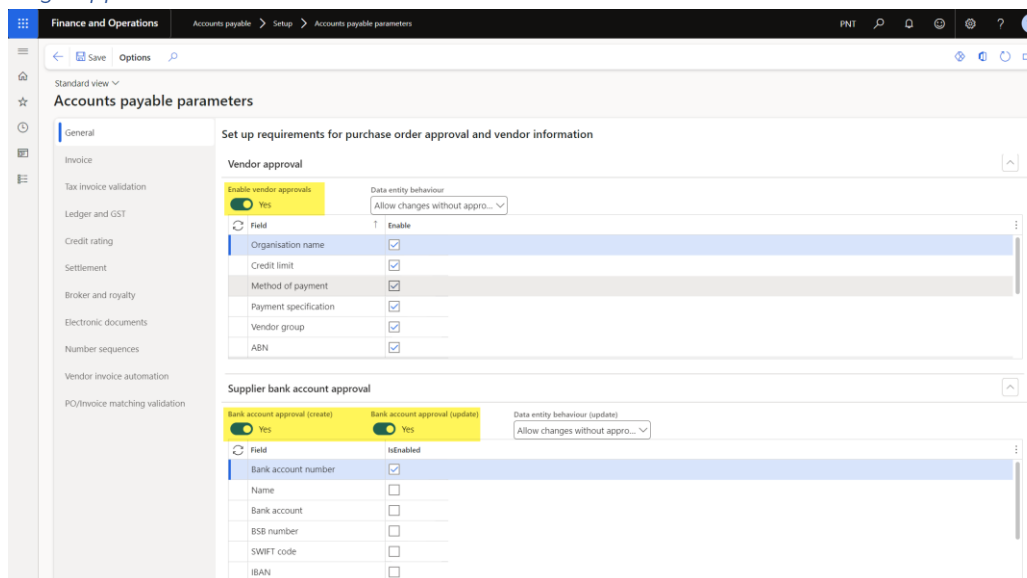 Finance and Operations
Accounts payable > Setup > Accounts payable parameters
PNT
Save Options
Standard view
Accounts payable parameters
General
Invoice
Tax invoice validation
Ledger and GST
Credit rating
Settlement
Broker and royalty
Electronic documents
Number sequences
Vendor invoice automation
PO/Invoice matching validation
Set up requirements for purchase order approval and vendor information
Vendor approval
Enable vendor approvals
Yes
Data entity behaviour
Allow changes without appro...
Field ↑ Enable
Organisation name
Credit limit
Method of payment
Payment specification
Vendor group
ABN
Supplier bank account approval
Bank account approval (create)
Yes
Bank account approval (update)
Yes
Data entity behaviour (update)
Allow changes without appro...
Field IsEnabled
Bank account number
Name
Bank account
BSB number
SWIFT code
IBAN